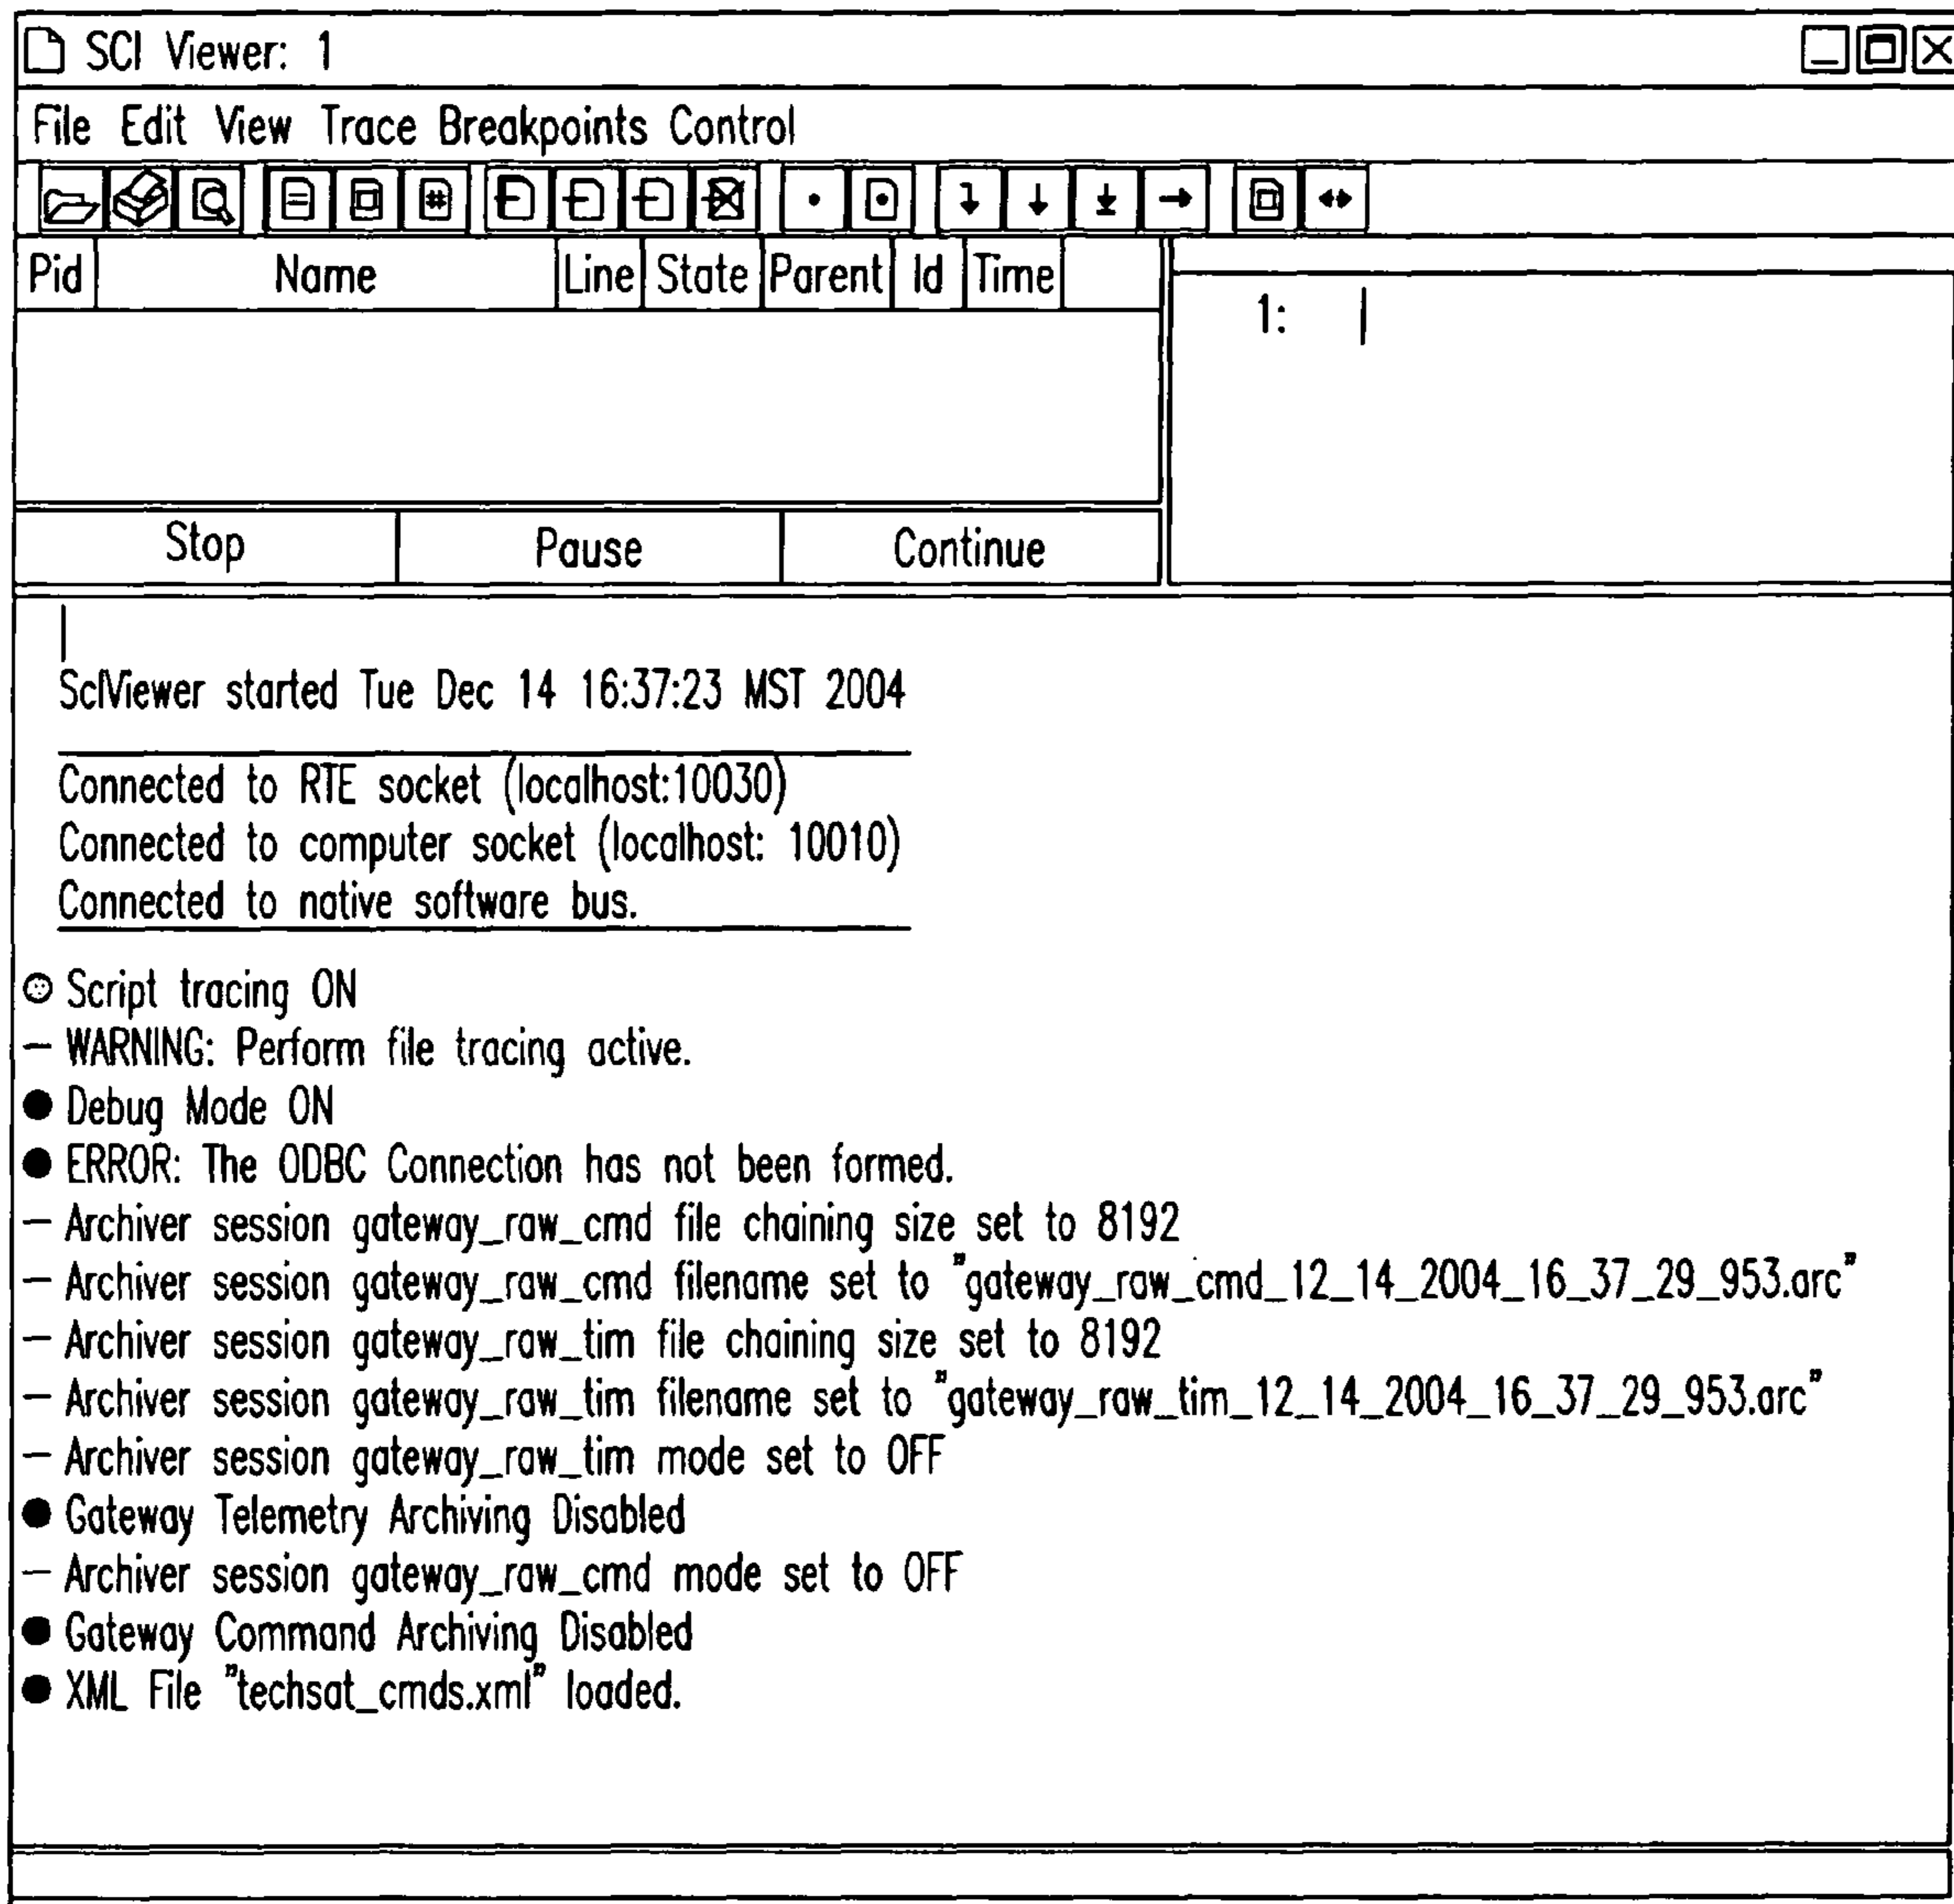 SCI Viewer: 1
File Edit View Trace Breakpoints Control
Pid Name Line State Parent Id Time
1:
Stop Pause Continue
SciViewer started Tue Dec 14 16:37:23 MST 2004
Connected to RTE socket (localhost:10030)
Connected to computer socket (localhost: 10010)
Connected to native software bus.
Script tracing ON
— WARNING: Perform file tracing active.
● Debug Mode ON
● ERROR: The ODBC Connection has not been formed.
— Archiver session gateway_raw_cmd file chaining size set to 8192
— Archiver session gateway_raw_cmd filename set to "gateway_raw_cmd_12_14_2004_16_37_29_953.arc"
— Archiver session gateway_raw_tim file chaining size set to 8192
— Archiver session gateway_raw_tim filename set to "gateway_raw_tim_12_14_2004_16_37_29_953.arc"
— Archiver session gateway_raw_tim mode set to OFF
● Gateway Telemetry Archiving Disabled
— Archiver session gateway_raw_cmd mode set to OFF
● Gateway Command Archiving Disabled
● XML File "techsat_cmds.xml" loaded.